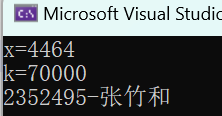 Microsoft Visual Studio
x=4464
k=70000
2352495-张竹和